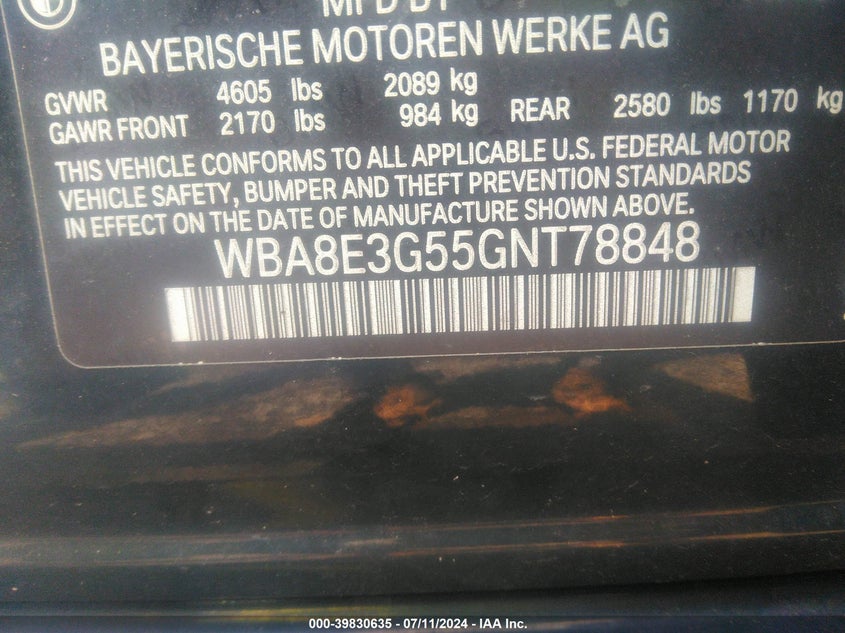 MFD BY
BAYERISCHE MOTOREN WERKE AG
GVWR 4605 lbs 2089 kg
GAWR FRONT 2170 lbs 984 kg REAR 2580 lbs 1170 kg
THIS VEHICLE CONFORMS TO ALL APPLICABLE U.S. FEDERAL MOTOR
VEHICLE SAFETY, BUMPER AND THEFT PREVENTION STANDARDS
IN EFFECT ON THE DATE OF MANUFACTURE SHOWN ABOVE.
WBA8E3G55GNT78848
000-39830635 - 07/11/2024 - IAA Inc.